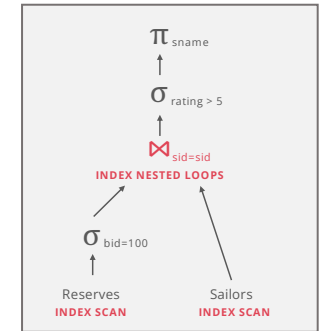 π sname
σ rating > 5
⋈ sid=sid
INDEX NESTED LOOPS
σ bid=100
Reserves Sailors
INDEX SCAN INDEX SCAN